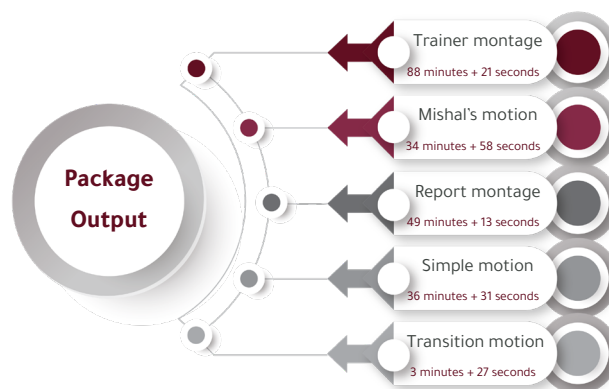 Package
Output
Trainer montage
88 minutes + 21 seconds
Mishal's motion
34 minutes + 58 seconds
Report montage
49 minutes + 13 seconds
Simple motion
36 minutes + 31 seconds
Transition motion
3 minutes + 27 seconds